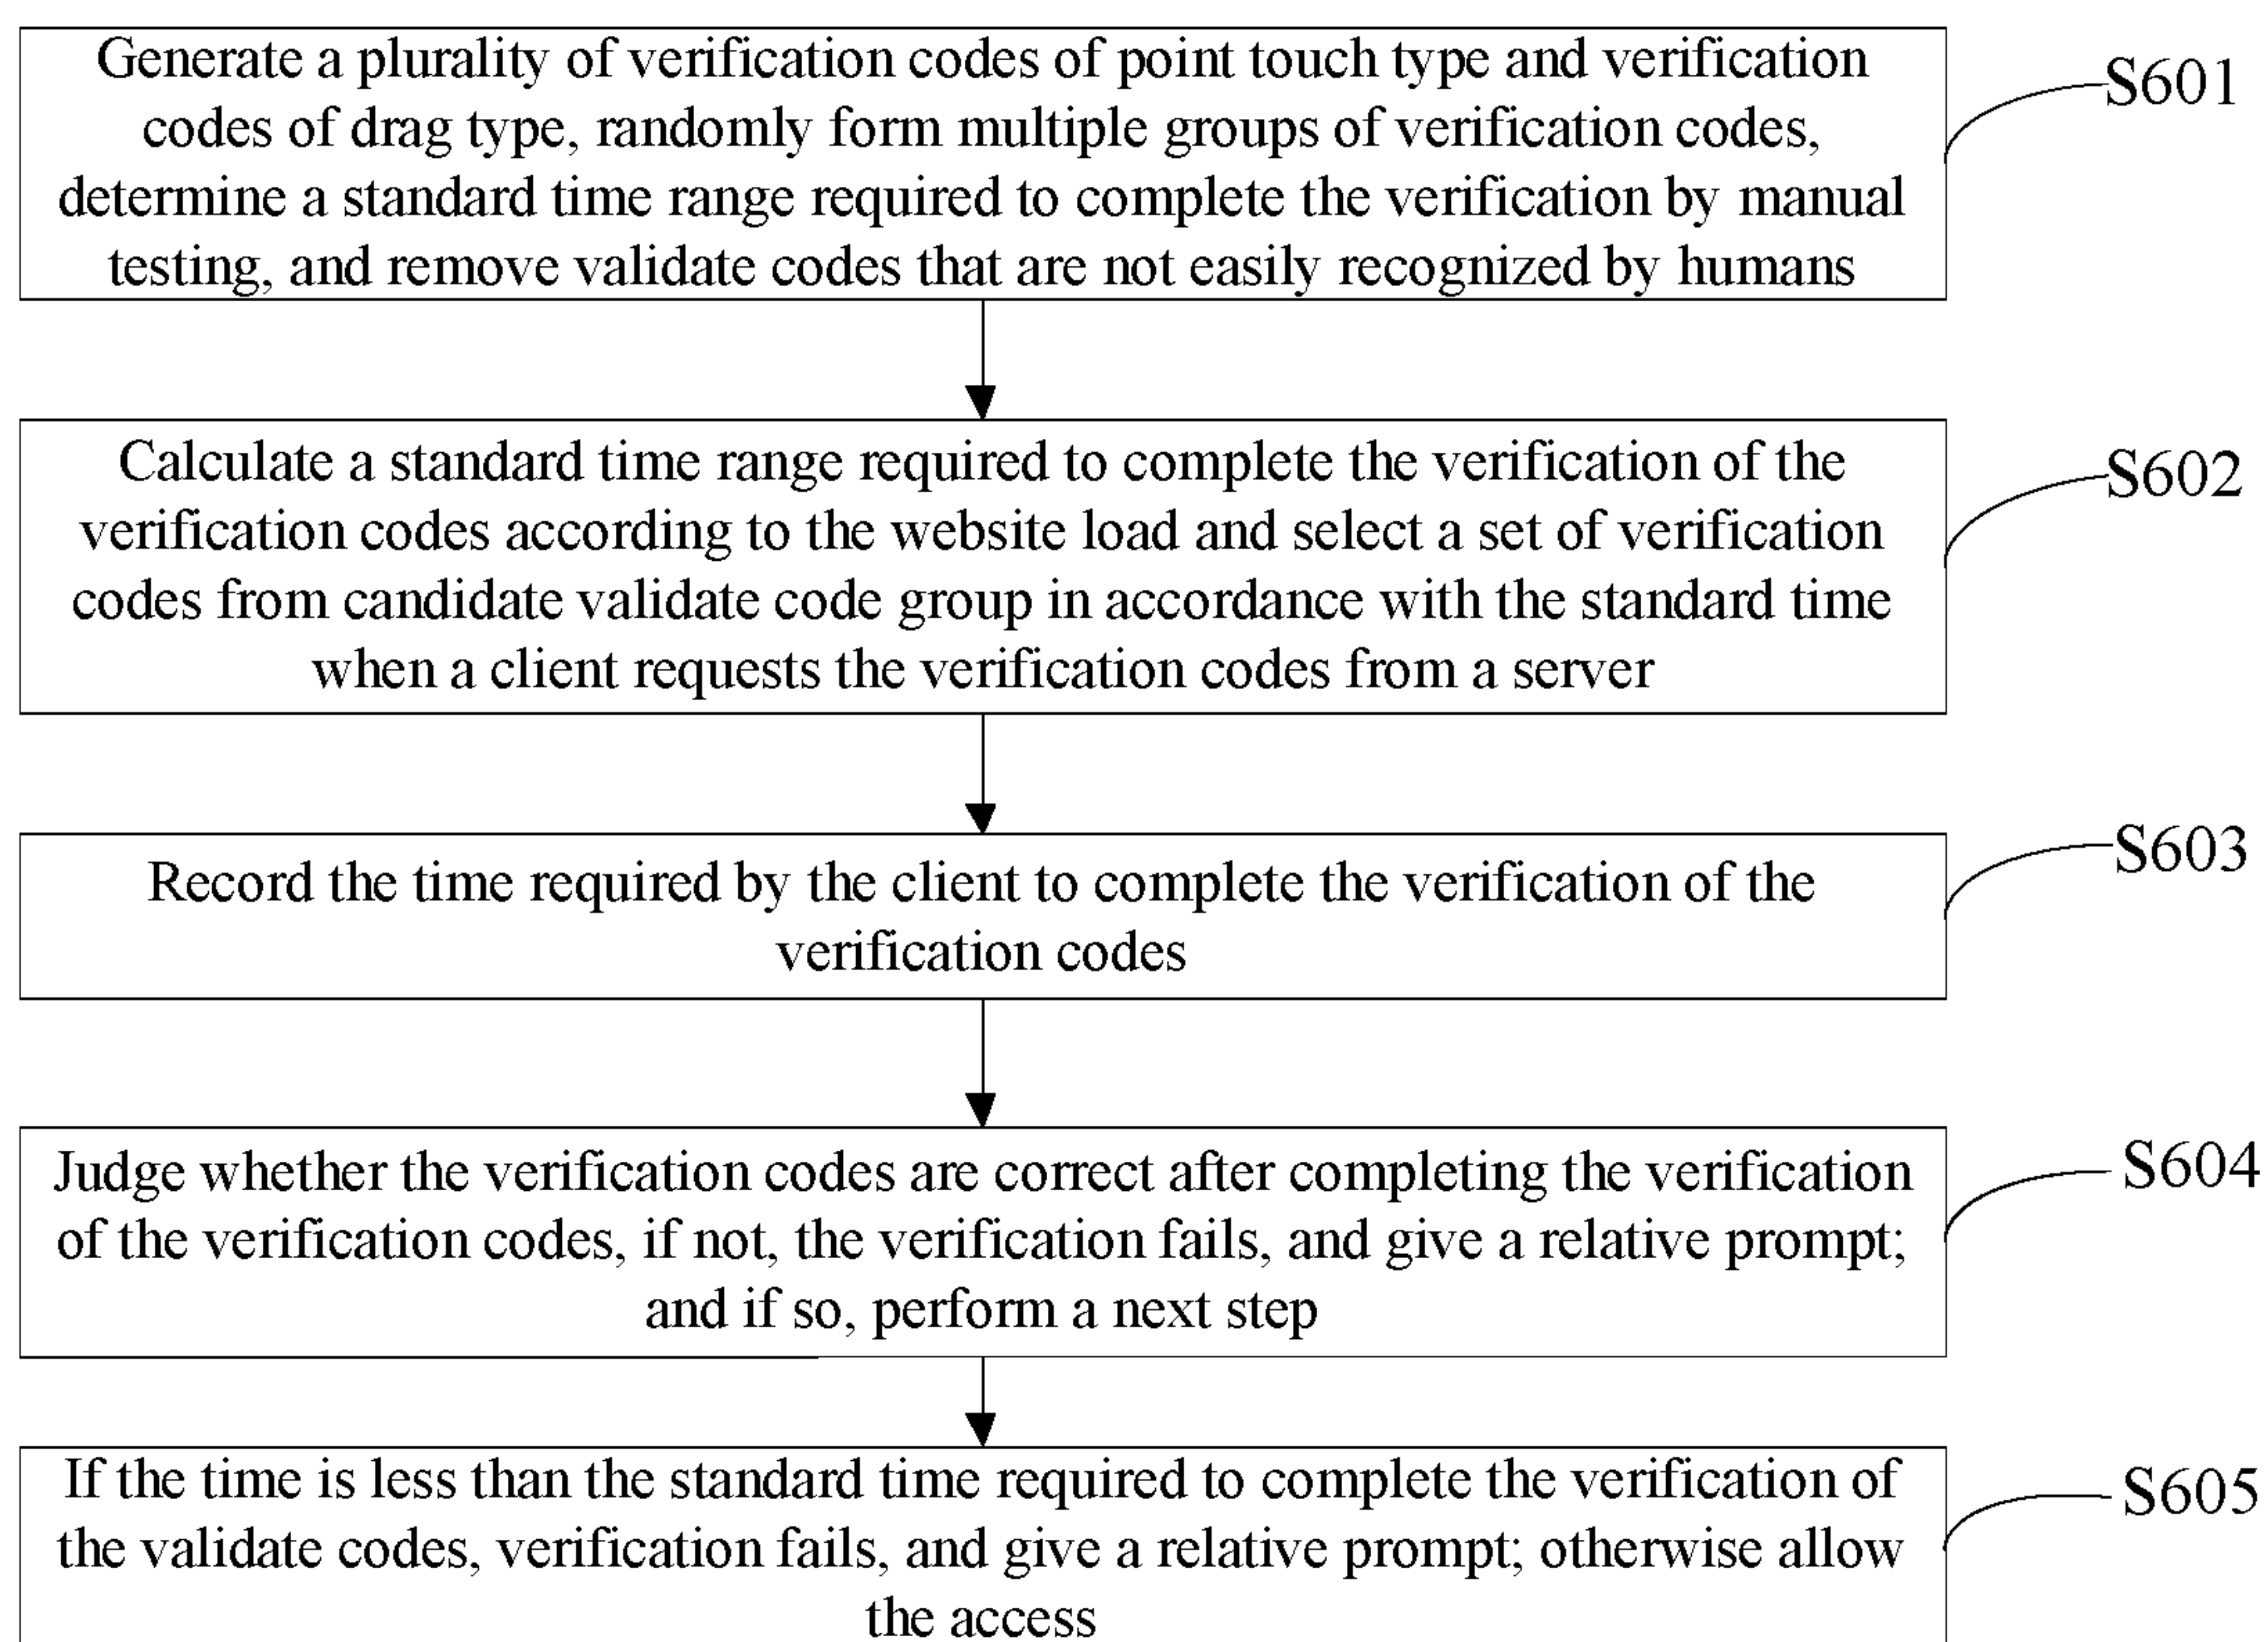 Generate a plurality of verification codes of point touch type and verification
codes of drag type, randomly form multiple groups of verification codes,
determine a standard time range required to complete the verification by manual
testing, and remove validate codes that are not easily recognized by humans
S601
Calculate a standard time range required to complete the verification of the
verification codes according to the website load and select a set of verification
codes from candidate validate code group in accordance with the standard time
when a client requests the verification codes from a server
S602
Record the time required by the client to complete the verification of the
verification codes
S603
Judge whether the verification codes are correct after completing the verification
of the verification codes, if not, the verification fails, and give a relative prompt;
and if so, perform a next step
S604
If the time is less than the standard time required to complete the verification of
the validate codes, verification fails, and give a relative prompt; otherwise allow
the access
S605